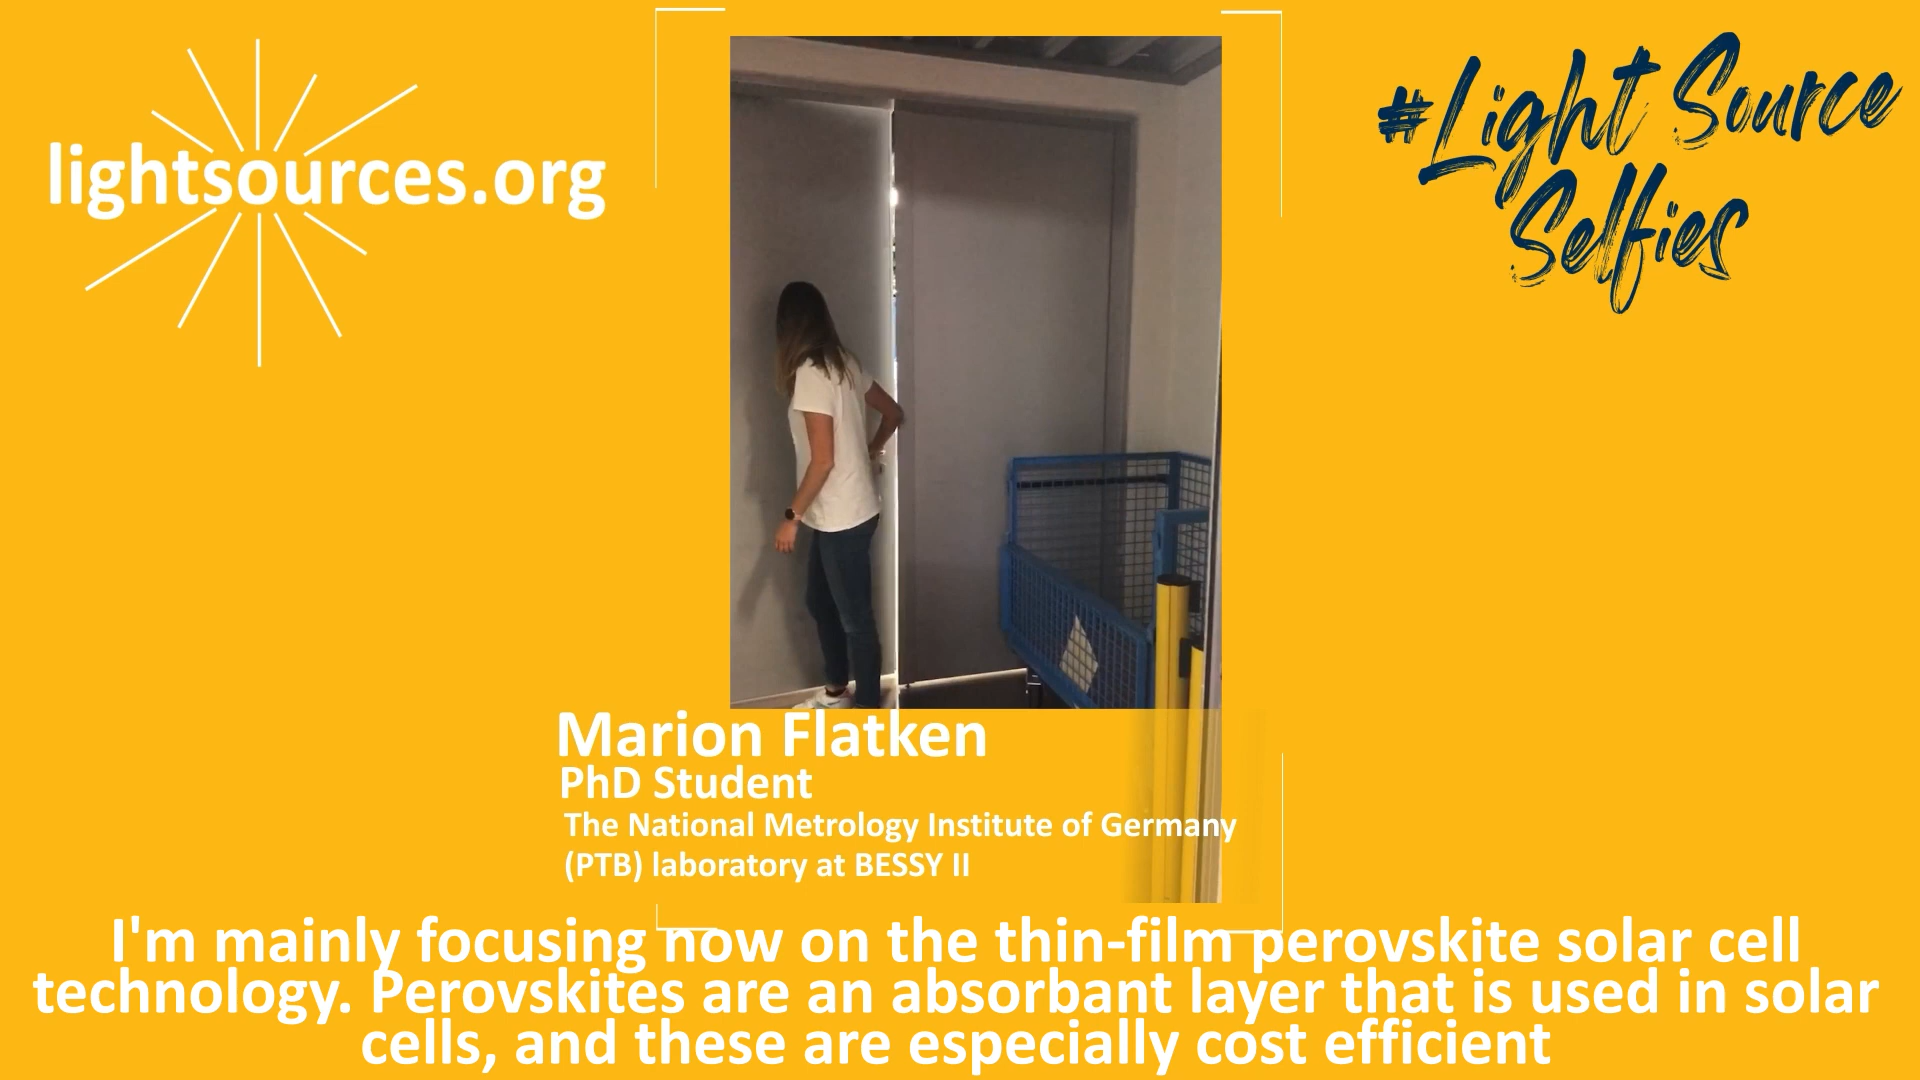 lightsources.org
#Light Source
Selfies
Marion Flatken
PhD Student
The National Metrology Institute of Germany
(PTB) laboratory at BESSY II
I'm mainly focusing now on the thin-film perovskite solar cell
technology. Perovskites are an absorbant layer that is used in solar
cells, and these are especially cost efficient